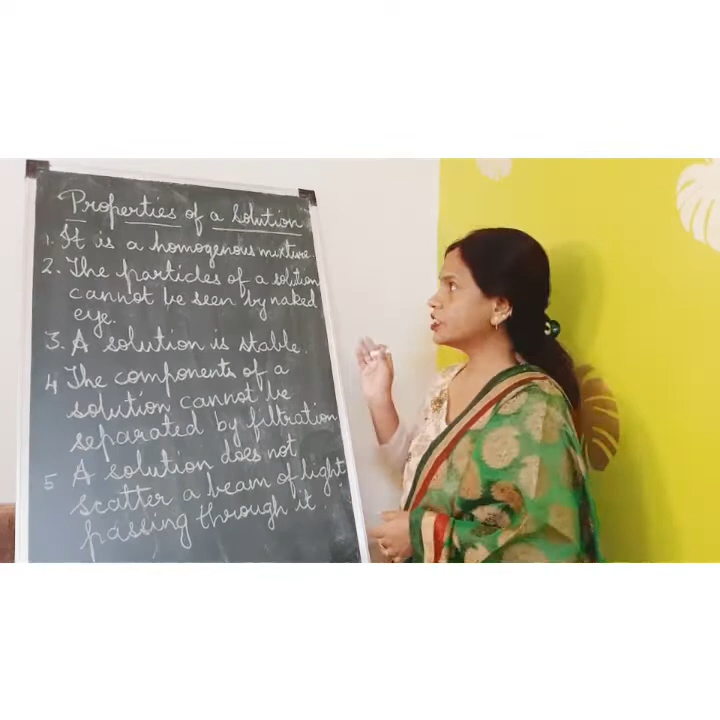 Properties of a solution
1. It is a homogenous mixture.
2. The particles of a solution
cannot be seen by naked
eye.
3. A solution is stable.
4 The components of a
solution cannot be
separated by filtration
5 A solution does not
scatter a beam of light
passing through it.